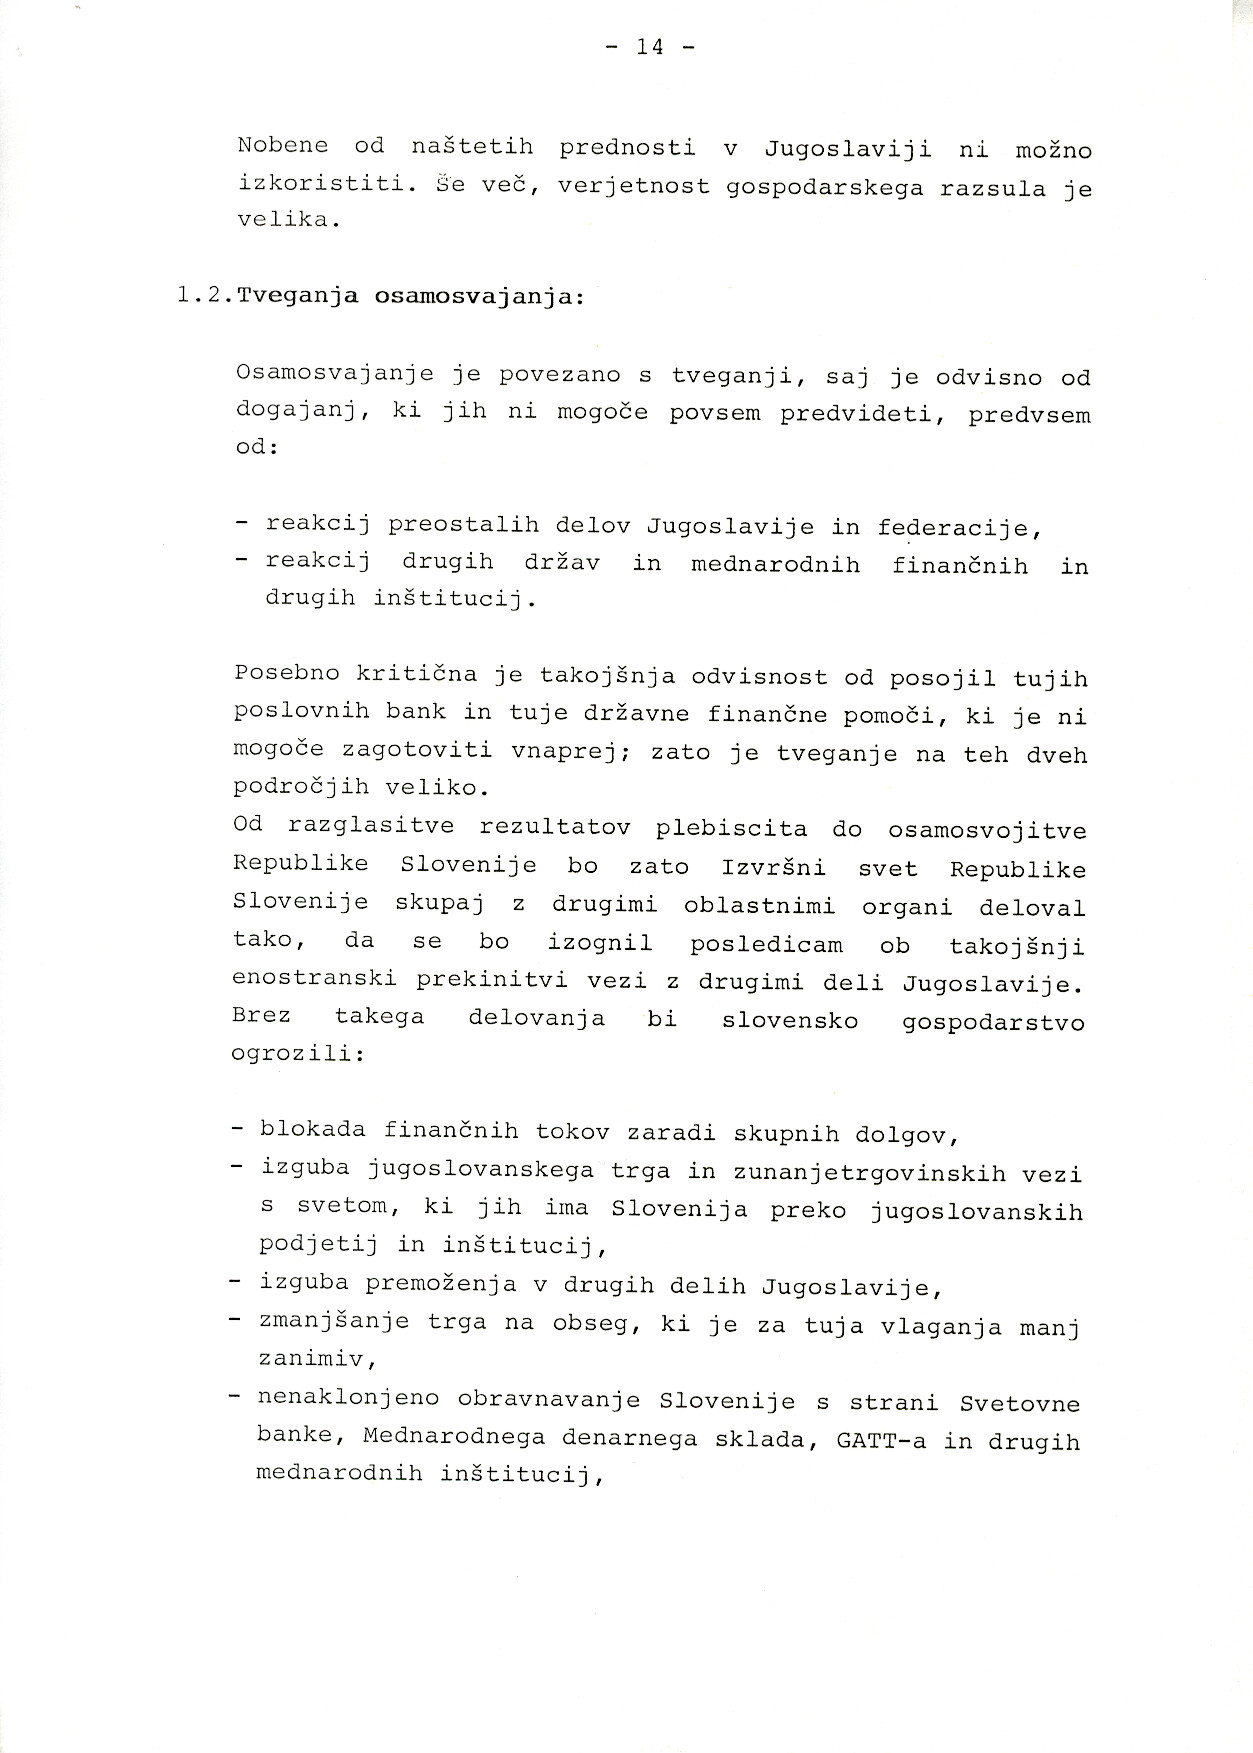 - 14 -
Nobene od naštetih prednosti v Jugoslaviji ni možno
izkoristiti. Še več, verjetnost gospodarskega razsula je
velika.
1.2.Tveganja osamosvajanja:
Osamosvajanje je povezano s tveganji, saj je odvisno od
dogajanj, ki jih ni mogoče povsem predvideti, predvsem
od:
- reakcij preostalih delov Jugoslavije in federacije,
- reakcij drugih držav in mednarodnih finančnih in
drugih inštitucij.
Posebno kritična je takojšnja odvisnost od posojil tujih
poslovnih bank in tuje državne finančne pomoči, ki je ni
mogoče zagotoviti vnaprej; zato je tveganje na teh dveh
področjih veliko.
Od razglasitve rezultatov plebiscita do osamosvojitve
Republike Slovenije bo zato Izvršni svet Republike
Slovenije skupaj z drugimi oblastnimi organi deloval
tako, da se bo izognil posledicam ob takojšnji
enostranski prekinitvi vezi z drugimi deli Jugoslavije.
Brez takega delovanja bi slovensko gospodarstvo
ogrozili:
- blokada finančnih tokov zaradi skupnih dolgov,
- izguba jugoslovanskega trga in zunanjetrgovinskih vezi
s svetom, ki jih ima Slovenija preko jugoslovanskih
podjetij in inštitucij,
- izguba premoženja v drugih delih Jugoslavije,
- zmanjšanje trga na obseg, ki je za tuja vlaganja manj
zanimiv,
- nenaklonjeno obravnavanje Slovenije s strani Svetovne
banke, Mednarodnega denarnega sklada, GATT-a in drugih
mednarodnih inštitucij,